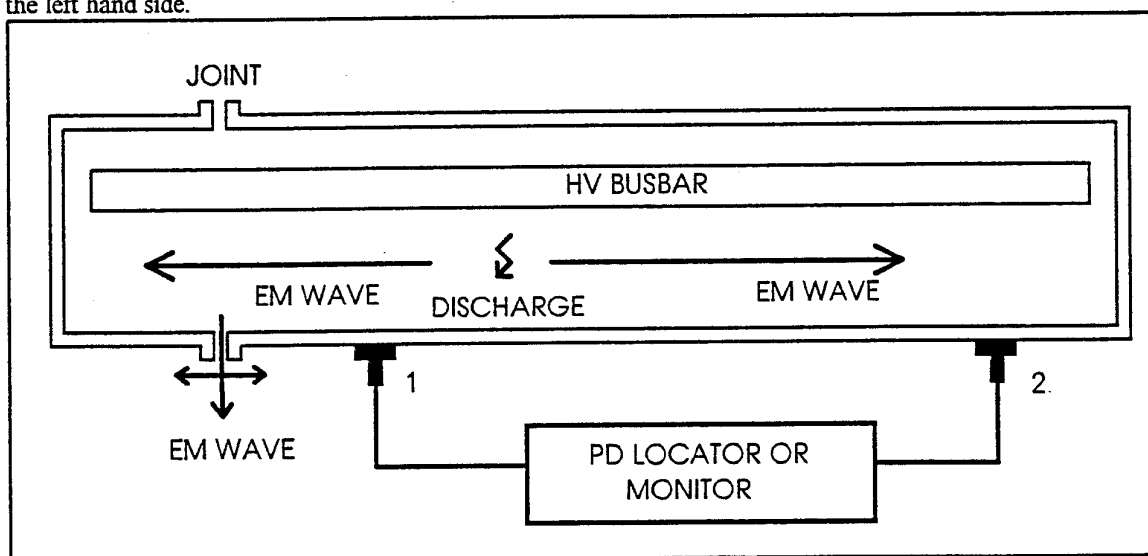 the left hand side.
JOINT
HV BUSBAR
EM WAVE
DISCHARGE
EM WAVE
1
2.
EM WAVE
PD LOCATOR OR
MONITOR